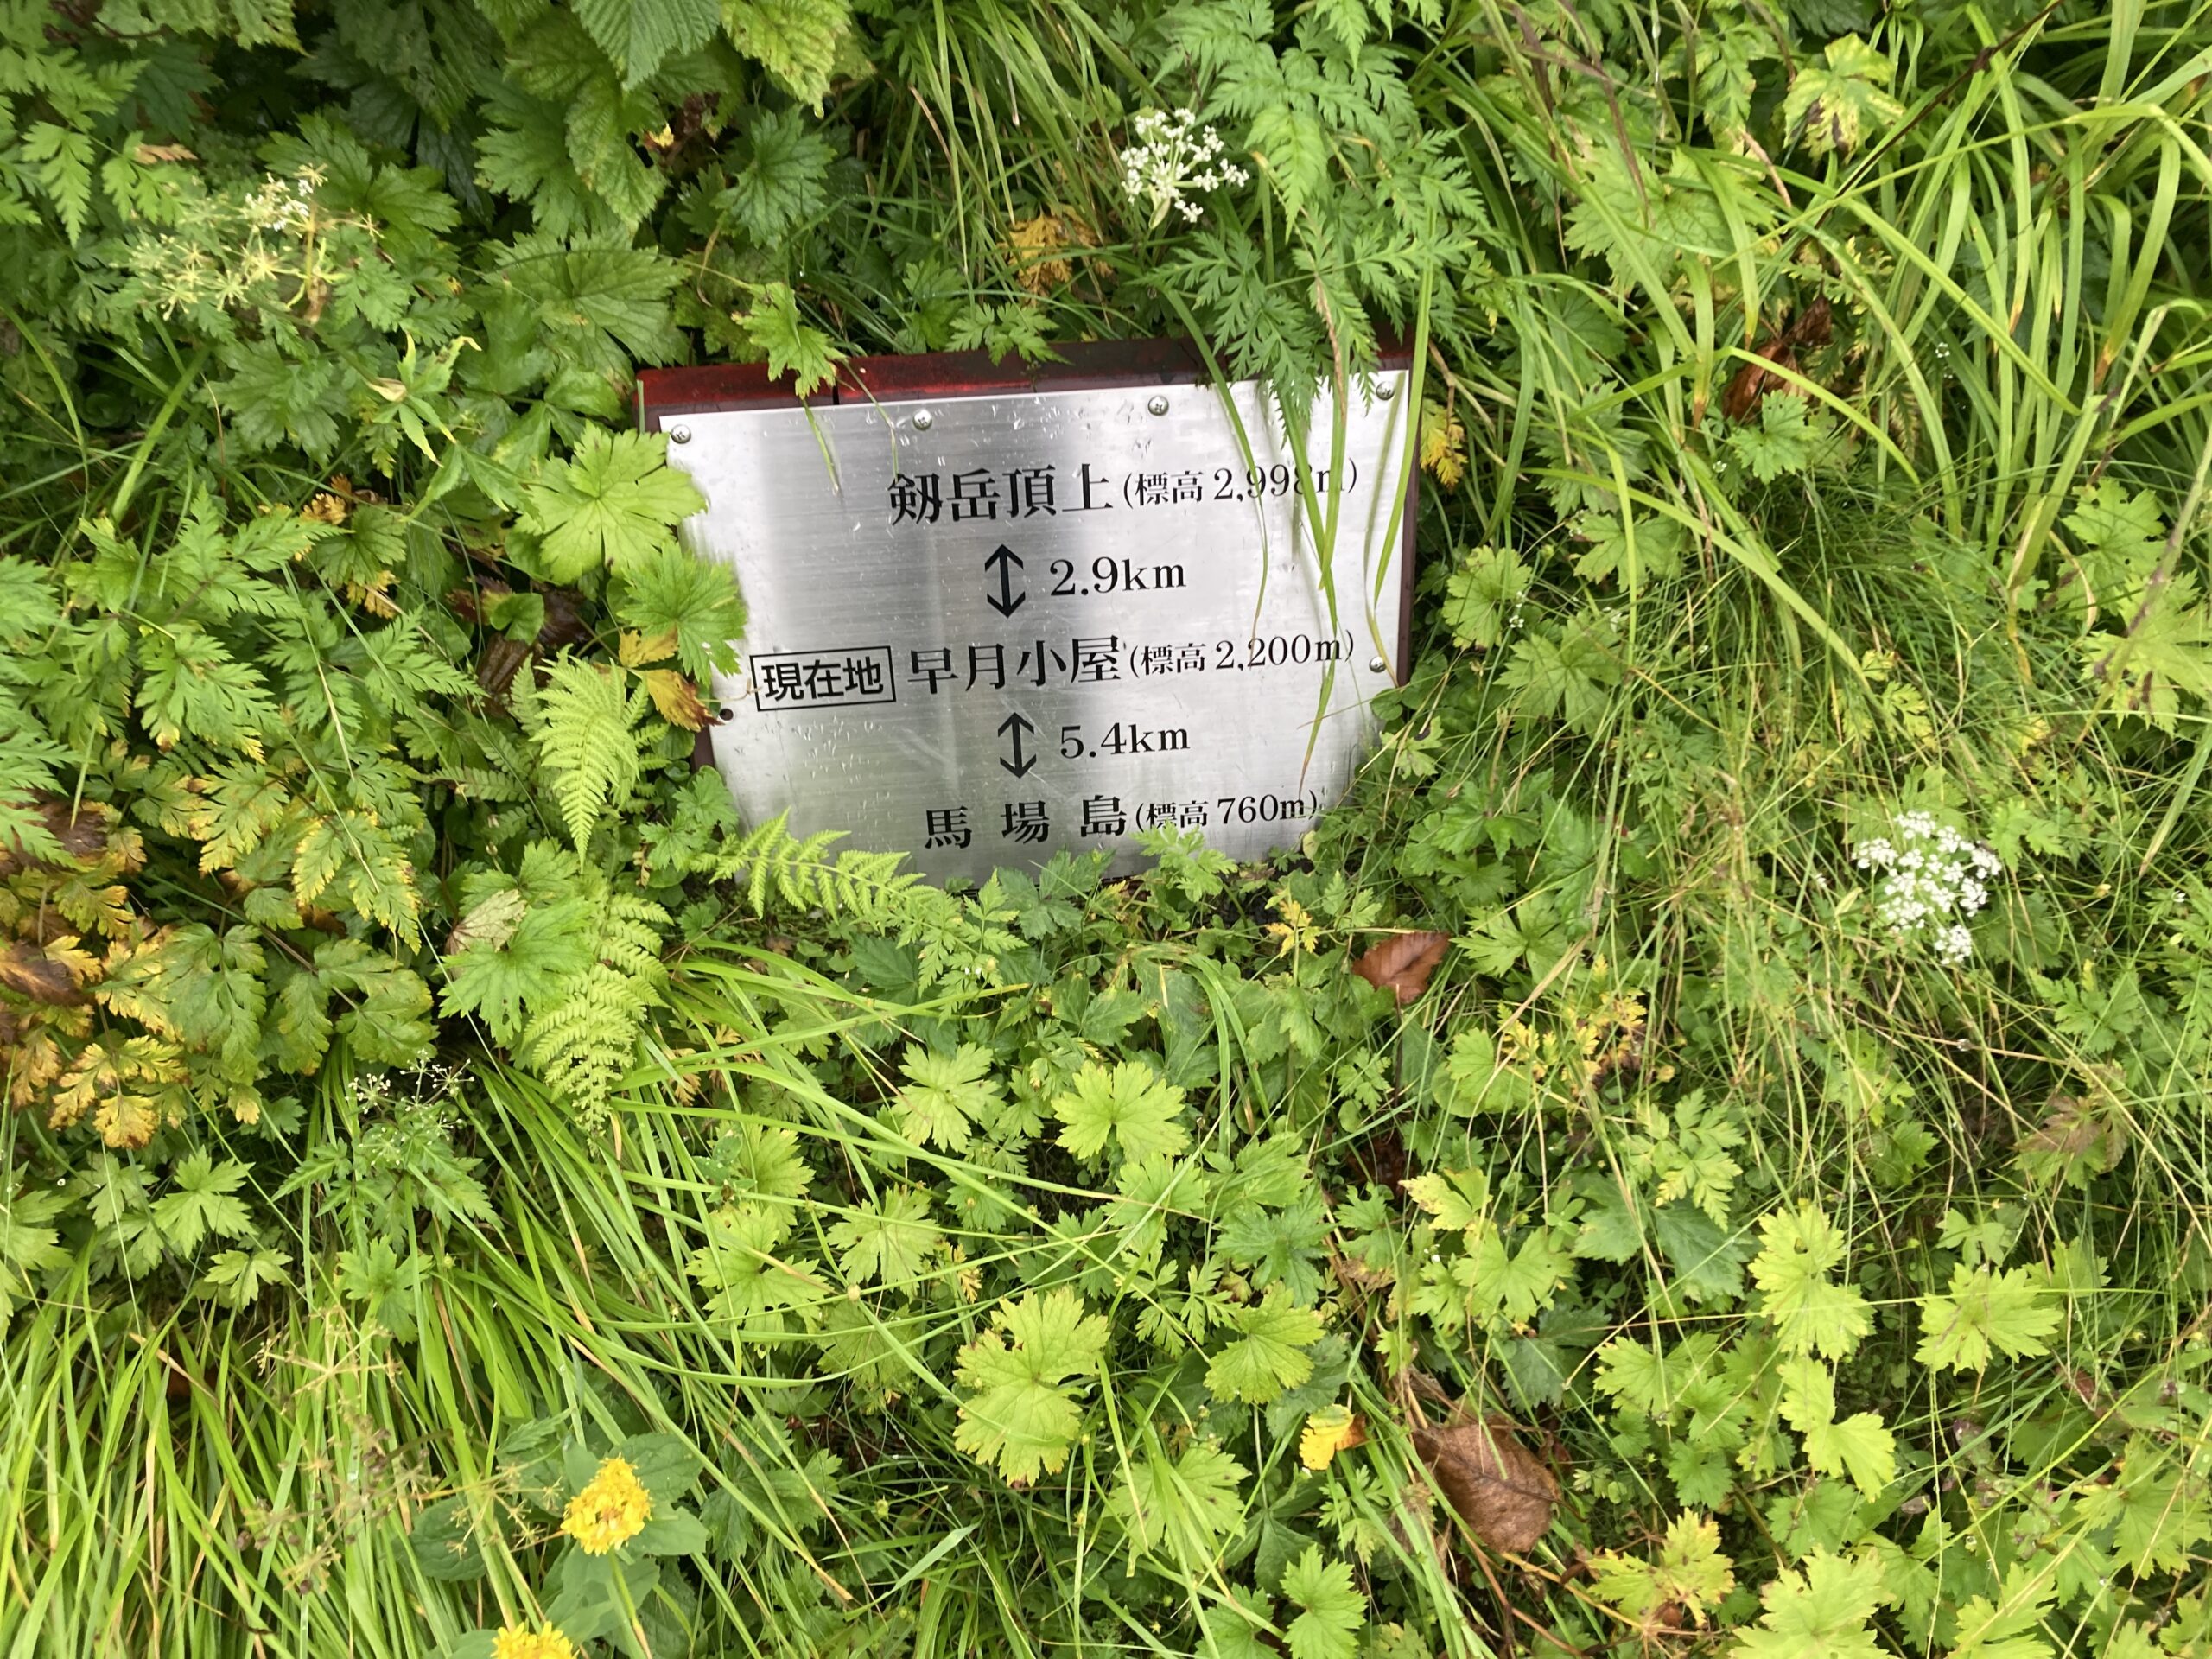 剱岳頂上(標高2,998m)
↕ 2.9km
現在地 早月小屋(標高2,200m)
↕ 5.4km
馬場島(標高760m)